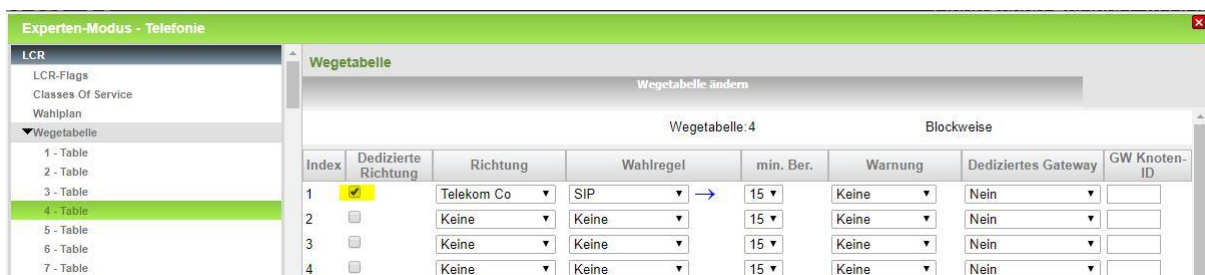 Experten-Modus - Telefonie
LCR
LCR-Flags
Classes Of Service
Wahlplan
Wegetabelle
1 - Table
2 - Table
3 - Table
4 - Table
5 - Table
6 - Table
7 - Table
Wegetabelle
Wegetabelle ändern
Wegetabelle: 4 Blockweise
Index Dedizierte Richtung Richtung Wahlregel min. Ber. Warnung Dediziertes Gateway GW Knoten-ID
1 Telekom Co SIP → 15 Keine Nein
2 Keine Keine 15 Keine Nein
3 Keine Keine 15 Keine Nein
4 Keine Keine 15 Keine Nein